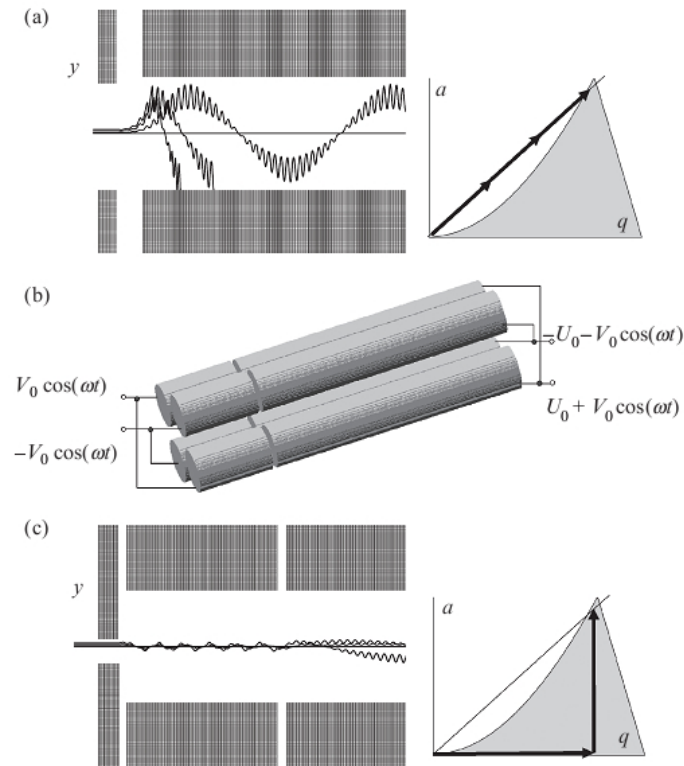 (a)
y
a
q
(b)
V₀ cos(ωt)
−V₀ cos(ωt)
−U₀−V₀ cos(ωt)
U₀ + V₀ cos(ωt)
(c)
y
a
q